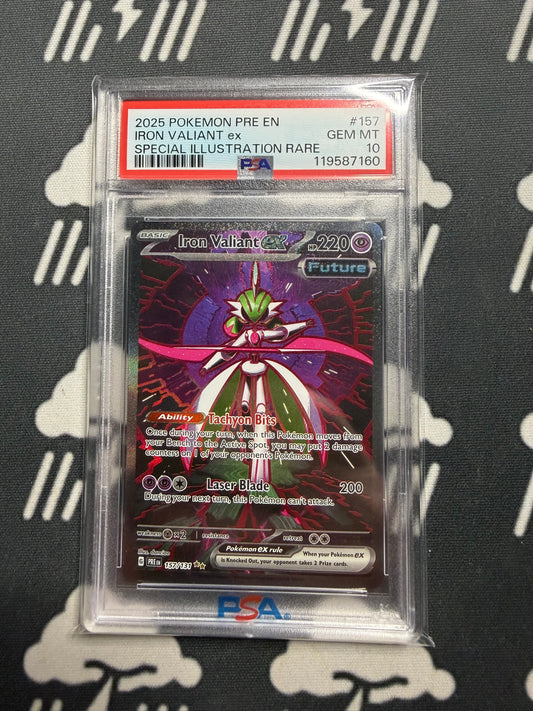 2025 POKEMON PRE EN #157
IRON VALIANT ex GEM MT
SPECIAL ILLUSTRATION RARE 10
PSA 119587160
BASIC
Iron Valiant ex HP 220
Future
Ability Tachyon Bits
Once during your turn, when this Pokémon moves from
your Bench to the Active Spot, you may put 2 damage
counters on 1 of your opponent's Pokémon.
Laser Blade 200
During your next turn, this Pokémon can't attack.
weakness ×2 resistance retreat
Pokémon ex rule When your Pokémon ex
is Knocked Out, your opponent takes 2 Prize cards.
Illus. danciao
PRE EN 157/131
PSA